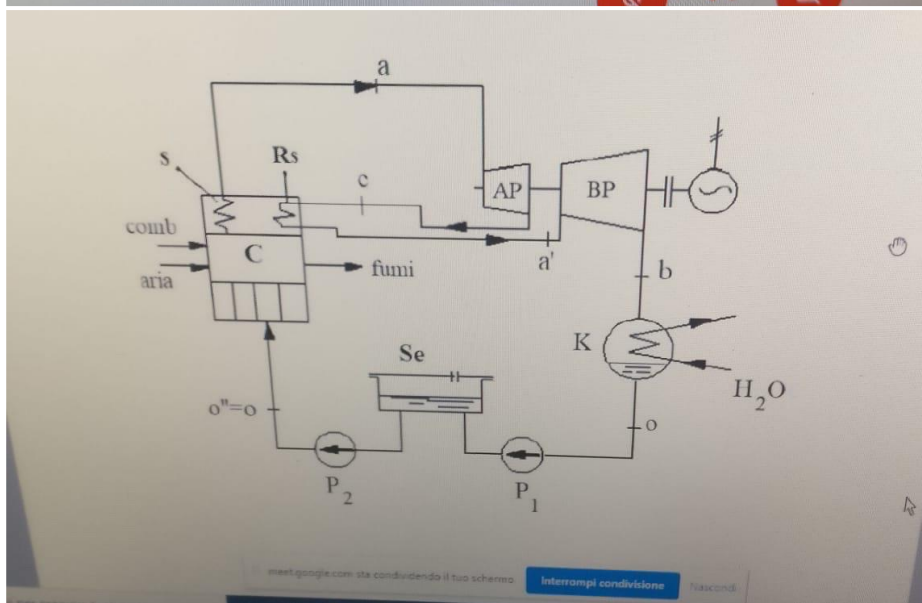 a
S
Rs
c
AP
BP
comb
C
aria
fumi
a'
b
K
Se
H2O
o"=o
o
P2
P1
meet.google.com sta condividendo il tuo schermo.
Interrompi condivisione
Nascondi